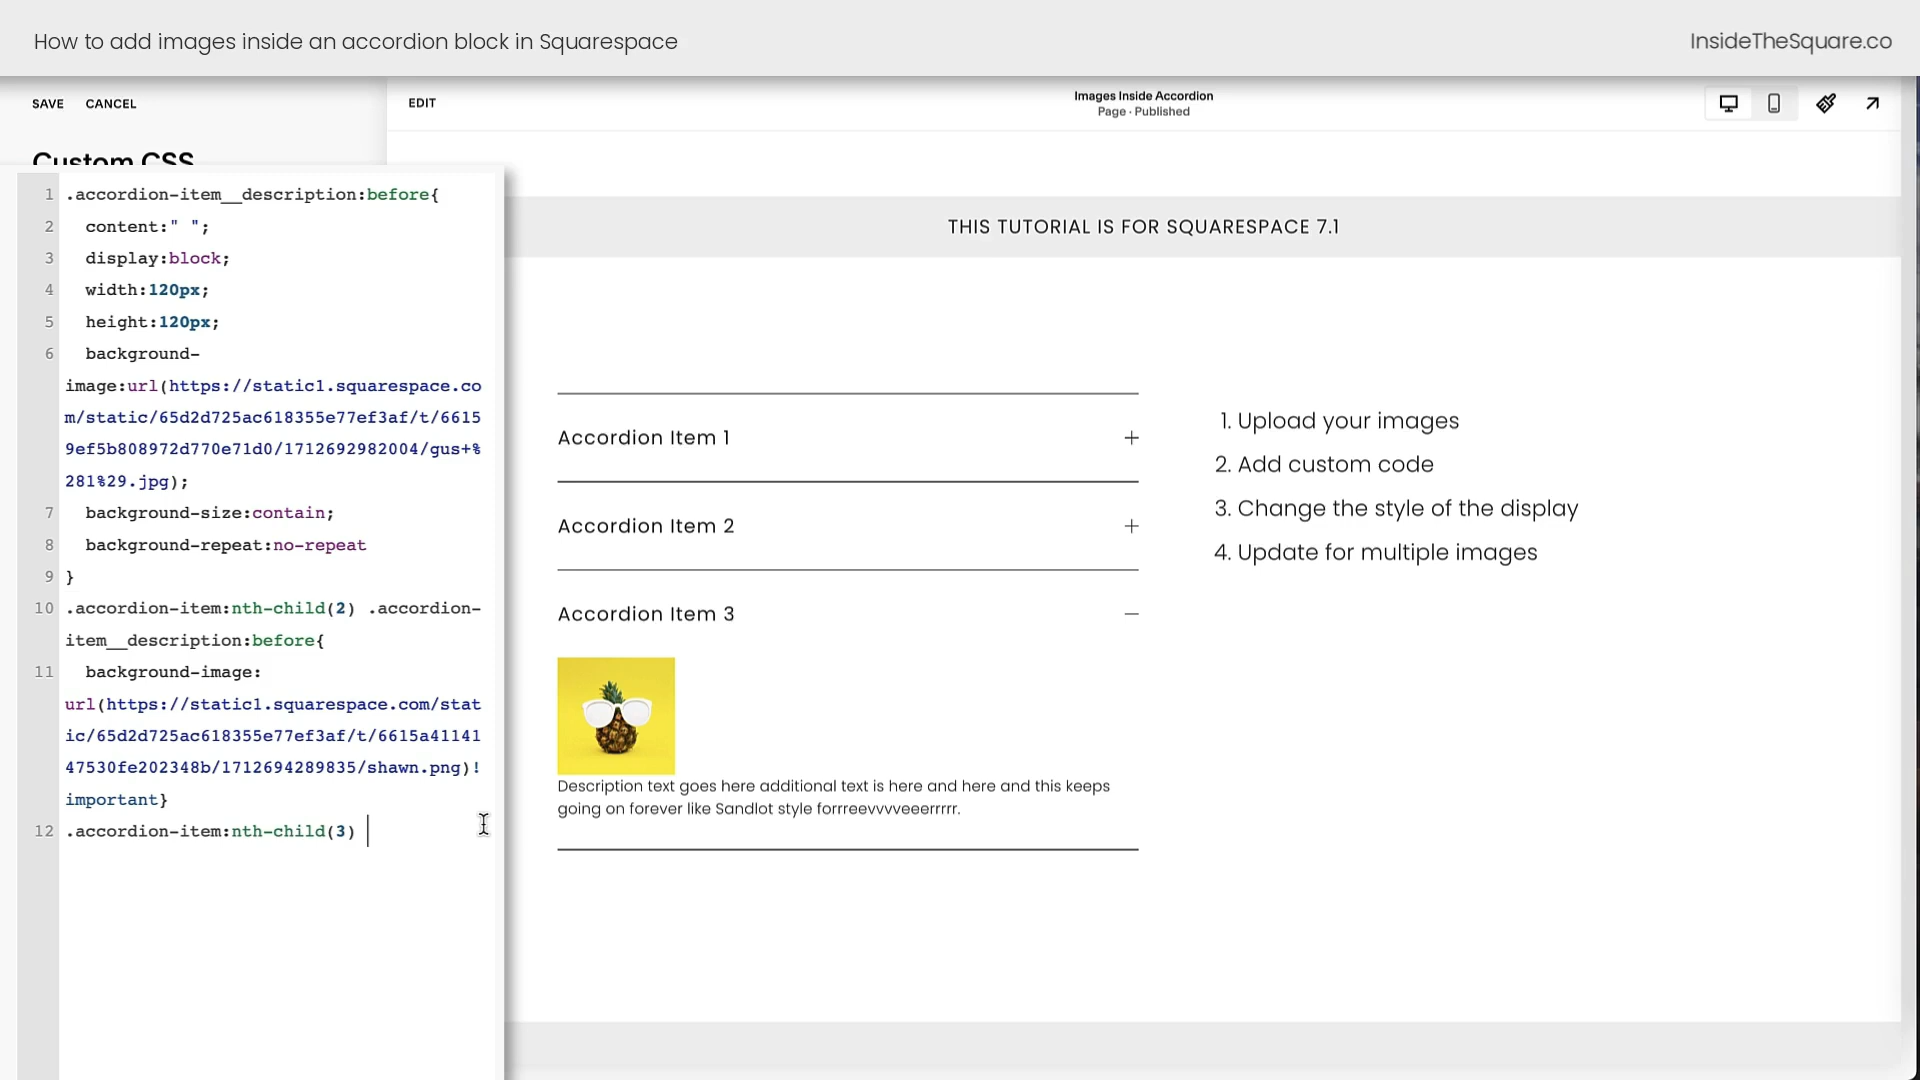 How to add images inside an accordion block in Squarespace
InsideTheSquare.co
SAVE CANCEL
EDIT
Images Inside Accordion
Page · Published
Custom CSS
THIS TUTORIAL IS FOR SQUARESPACE 7.1
1 .accordion-item__description:before{
2 content:" ";
3 display:block;
4 width:120px;
5 height:120px;
6 background-
image:url(https://static1.squarespace.co
m/static/65d2d725ac618355e77ef3af/t/6615
9ef5b808972d770e71d0/1712692982004/gus+%
281%29.jpg);
7 background-size:contain;
8 background-repeat:no-repeat
9 }
10 .accordion-item:nth-child(2) .accordion-
item__description:before{
11 background-image:
url(https://static1.squarespace.com/stat
ic/65d2d725ac618355e77ef3af/t/6615a41141
47530fe202348b/1712694289835/shawn.png)!
important}
12 .accordion-item:nth-child(3)
Accordion Item 1
Accordion Item 2
Accordion Item 3
Description text goes here additional text is here and here and this keeps
going on forever like Sandlot style forrreevvvveeerrrrr.
1. Upload your images
2. Add custom code
3. Change the style of the display
4. Update for multiple images